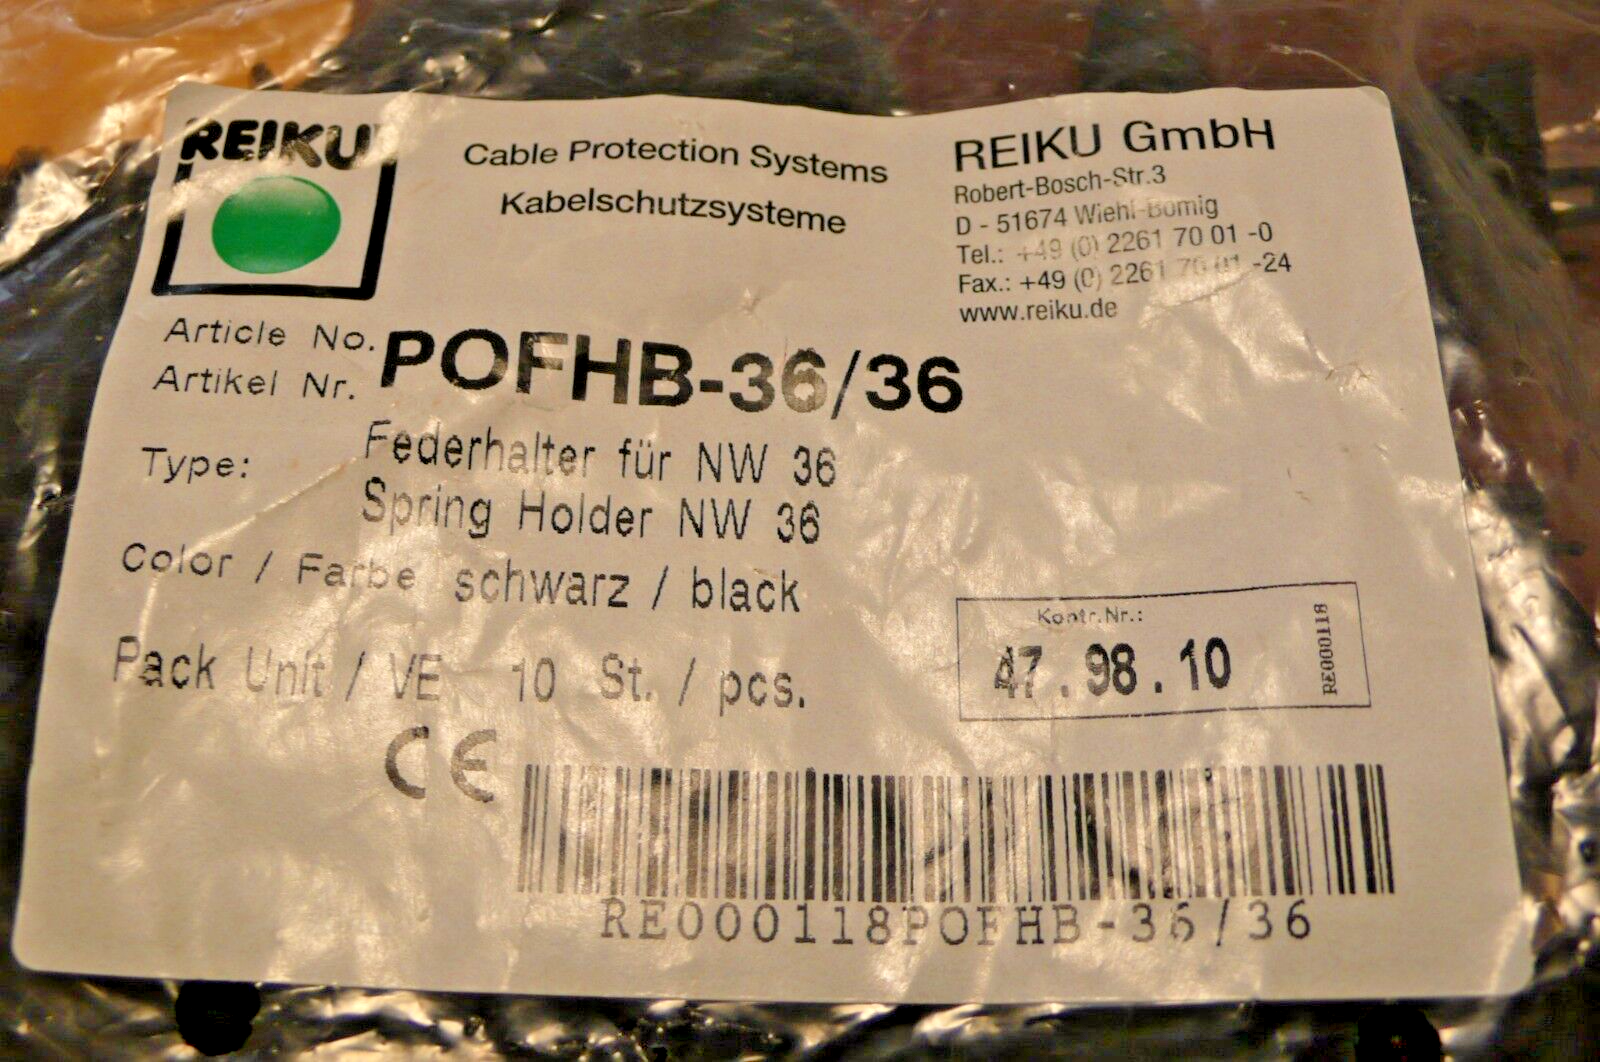 REIKU
Cable Protection Systems
Kabelschutzsysteme
REIKU GmbH
Robert-Bosch-Str.3
D - 51674 Wiehl-Bomig
Tel.: +49 (0) 2261 70 01 -0
Fax.: +49 (0) 2261 70 01 -24
www.reiku.de
Article No.
Artikel Nr.
POFHB-36/36
Type:
Federhalter für NW 36
Spring Holder NW 36
Color / Farbe schwarz / black
Pack Unit / VE 10 St. / pcs.
Kontr.Nr.:
47.98.10
RE000118
CE
RE000118POFHB-36/36